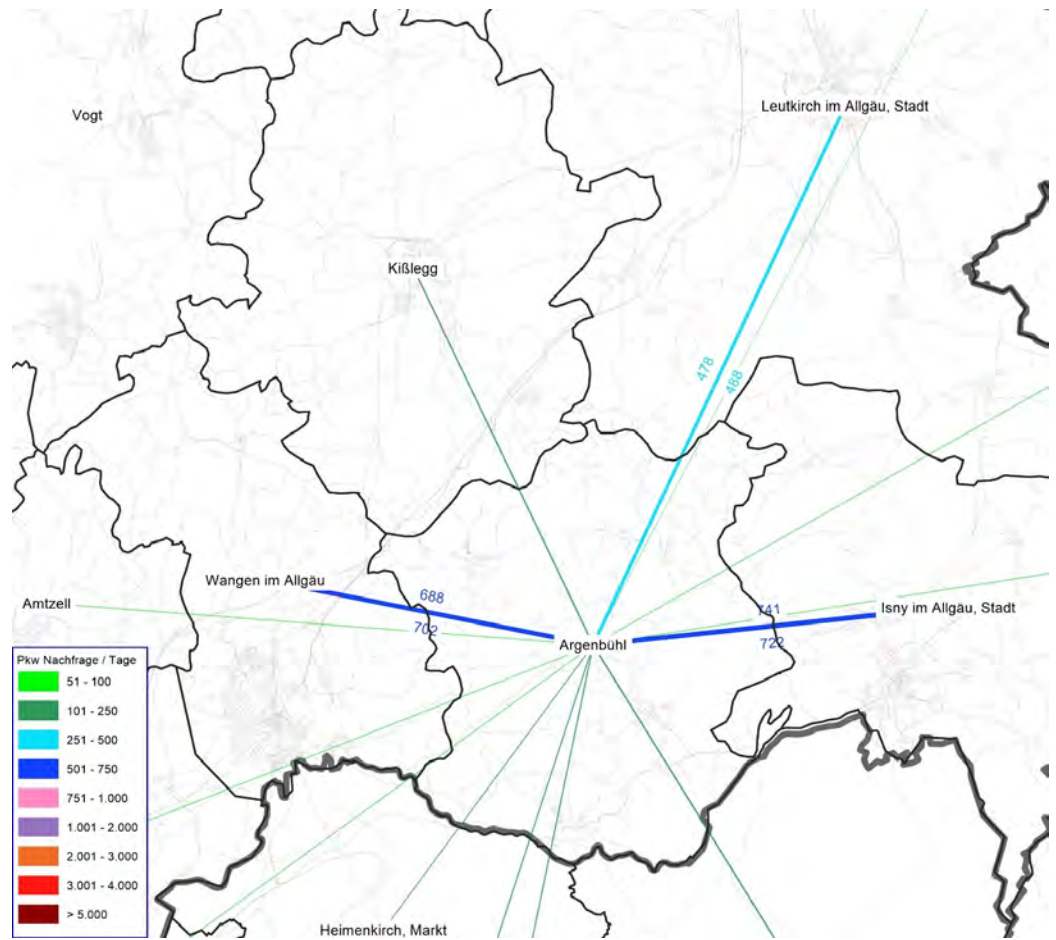 Vogt
Leutkirch im Allgäu, Stadt
Kißlegg
478
488
Wangen im Allgäu
688
702
Amtzell
741
722
Isny im Allgäu, Stadt
Argenbühl
Pkw Nachfrage / Tage
51 - 100
101 - 250
251 - 500
501 - 750
751 - 1.000
1.001 - 2.000
2.001 - 3.000
3.001 - 4.000
> 5.000
Heimenkirch, Markt